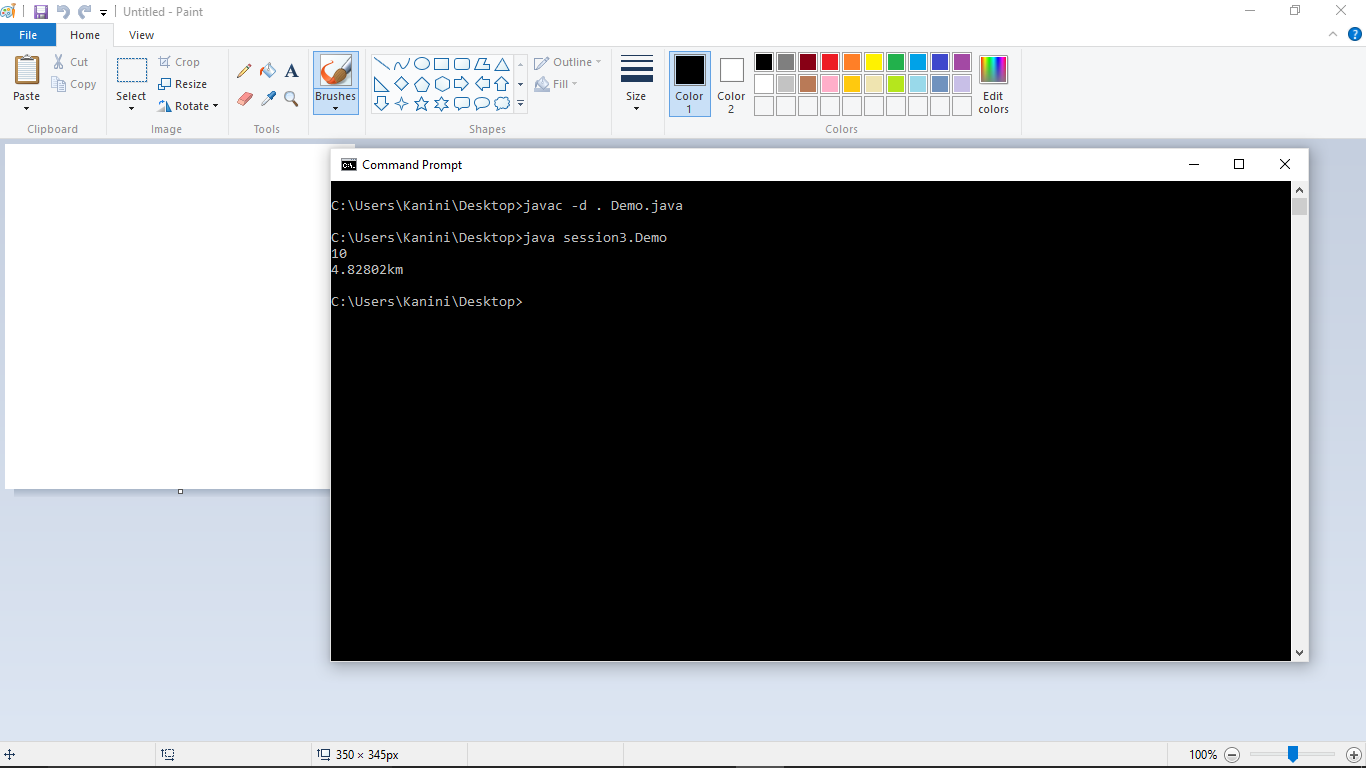 Untitled - Paint
File Home View
Paste
Cut
Copy
Clipboard
Select
Crop
Resize
Rotate
Image
A
Tools
Brushes
Outline
Fill
Shapes
Size
Color 1
Color 2
Edit colors
Colors
C:\. Command Prompt
C:\Users\Kanini\Desktop>javac -d . Demo.java
C:\Users\Kanini\Desktop>java session3.Demo
10
4.82802km
C:\Users\Kanini\Desktop>
350 × 345px
100%